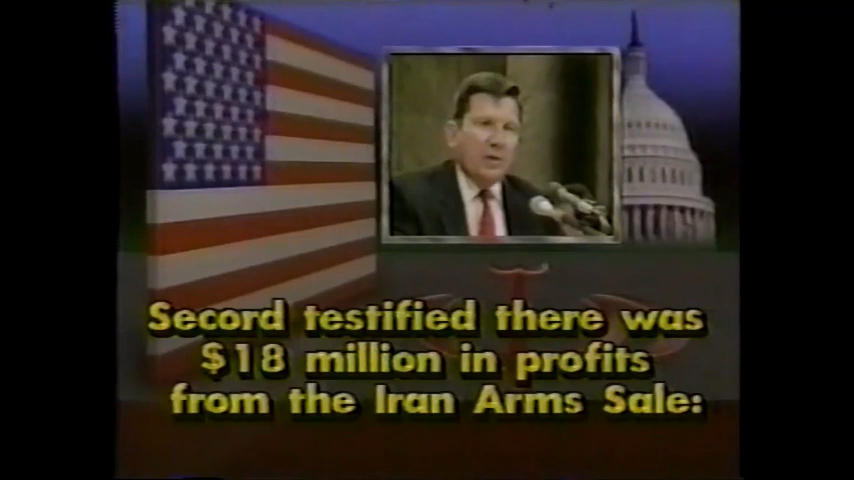 Secord testified there was
$18 million in profits
from the Iran Arms Sale: